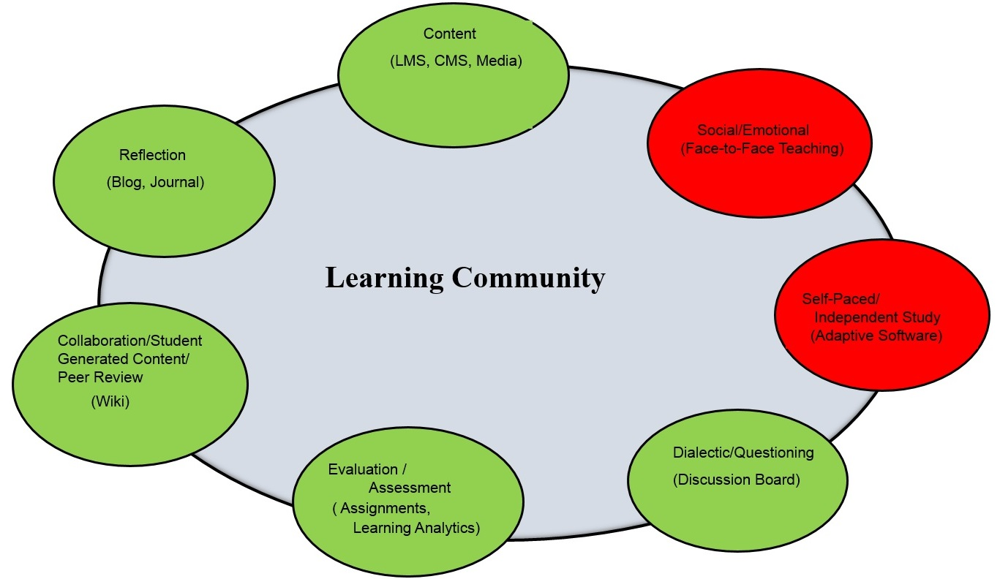 Content
(LMS, CMS, Media)
Social/Emotional
(Face-to-Face Teaching)
Reflection
(Blog, Journal)
Learning Community
Self-Paced/
Independent Study
(Adaptive Software)
Collaboration/Student
Generated Content/
Peer Review
(Wiki)
Evaluation /
Assessment
( Assignments,
Learning Analytics)
Dialectic/Questioning
(Discussion Board)